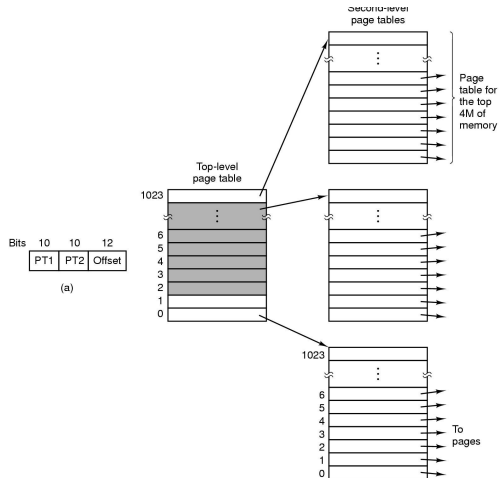 Second-level
page tables
Page
table for
the top
4M of
memory
Top-level
page table
1023
6
5
4
3
2
1
0
Bits 10 10 12
PT1 PT2 Offset
(a)
1023
6
5
4
3
2
1
0
To
pages